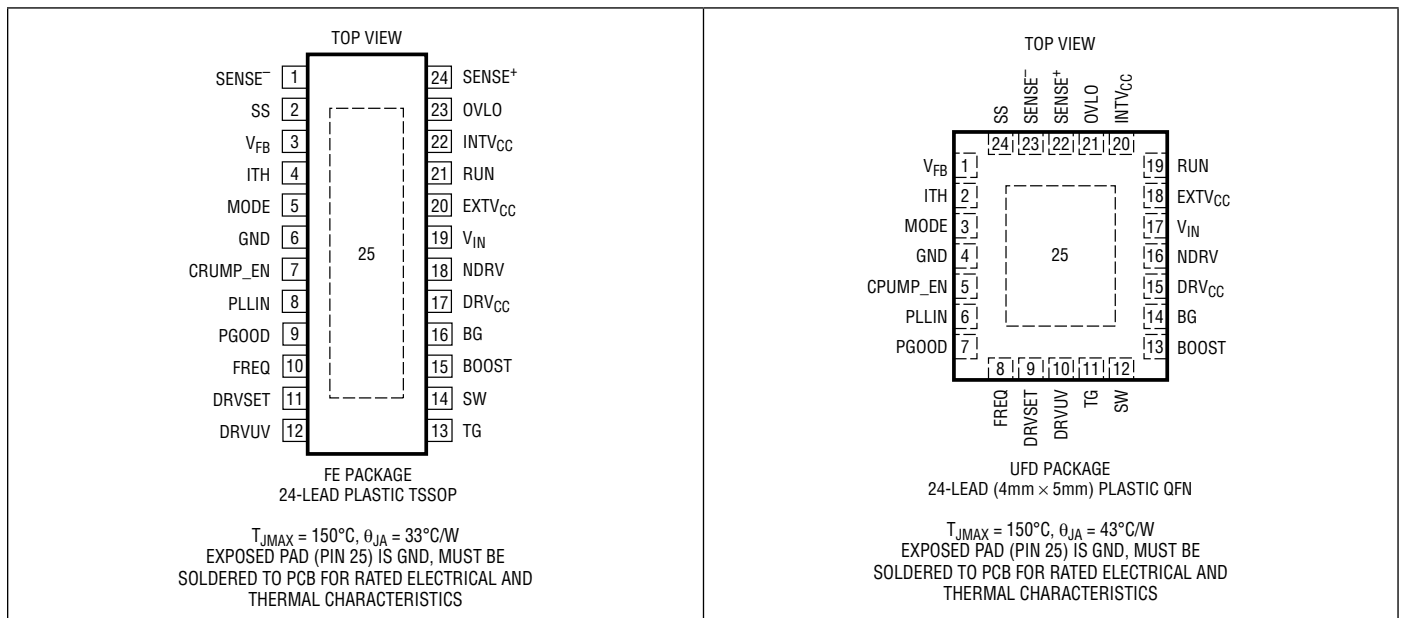 TOP VIEW
SENSE⁻ 1
SS 2
VFB 3
ITH 4
MODE 5
GND 6
CRUMP_EN 7
PLLIN 8
PGOOD 9
FREQ 10
DRVSET 11
DRVUV 12
25
24 SENSE⁺
23 OVLO
22 INTVCC
21 RUN
20 EXTVCC
19 VIN
18 NDRV
17 DRVCC
16 BG
15 BOOST
14 SW
13 TG
FE PACKAGE
24-LEAD PLASTIC TSSOP
TJMAX = 150°C, θJA = 33°C/W
EXPOSED PAD (PIN 25) IS GND, MUST BE
SOLDERED TO PCB FOR RATED ELECTRICAL AND
THERMAL CHARACTERISTICS
TOP VIEW
SS SENSE⁻ SENSE⁺ OVLO INTVCC
24 23 22 21 20
VFB 1
ITH 2
MODE 3
GND 4
CPUMP_EN 5
PLLIN 6
PGOOD 7
25
19 RUN
18 EXTVCC
17 VIN
16 NDRV
15 DRVCC
14 BG
13 BOOST
8 9 10 11 12
FREQ DRVSET DRVUV TG SW
UFD PACKAGE
24-LEAD (4mm × 5mm) PLASTIC QFN
TJMAX = 150°C, θJA = 43°C/W
EXPOSED PAD (PIN 25) IS GND, MUST BE
SOLDERED TO PCB FOR RATED ELECTRICAL AND
THERMAL CHARACTERISTICS